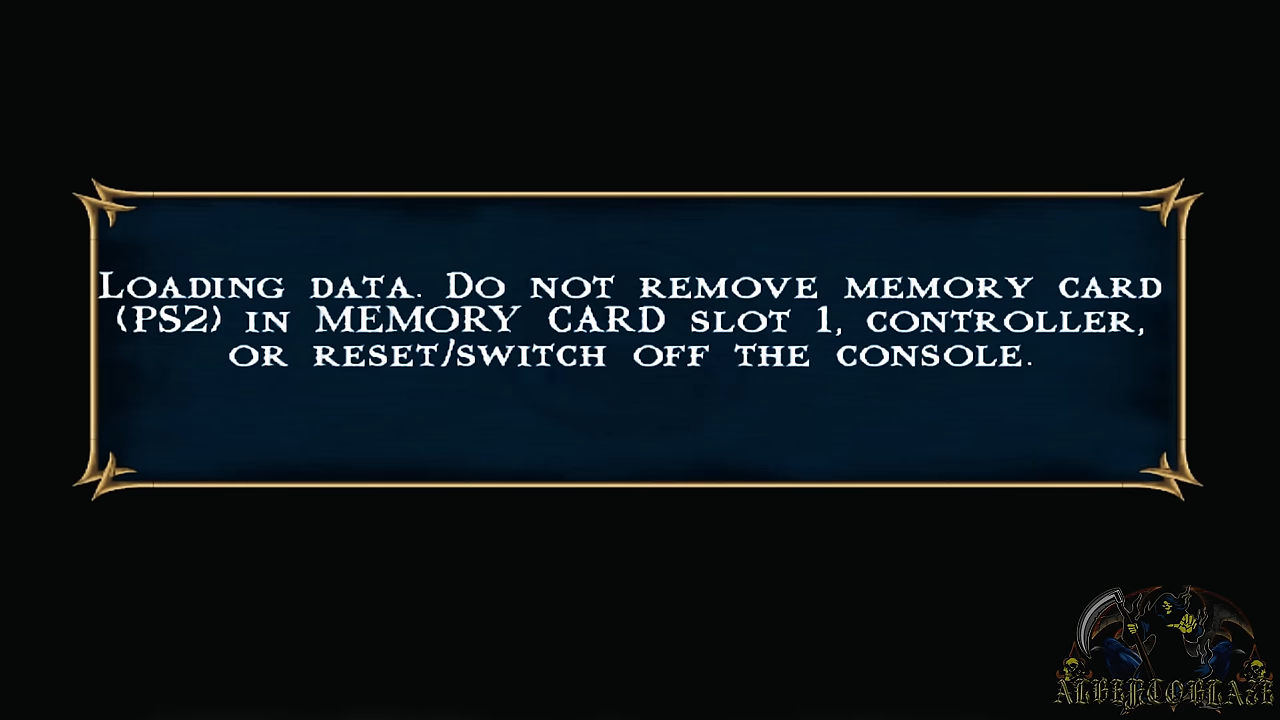 Loading data. Do not remove memory card
(PS2) in MEMORY CARD slot 1, controller,
or reset/switch off the console.
ALBERTOBLAZE